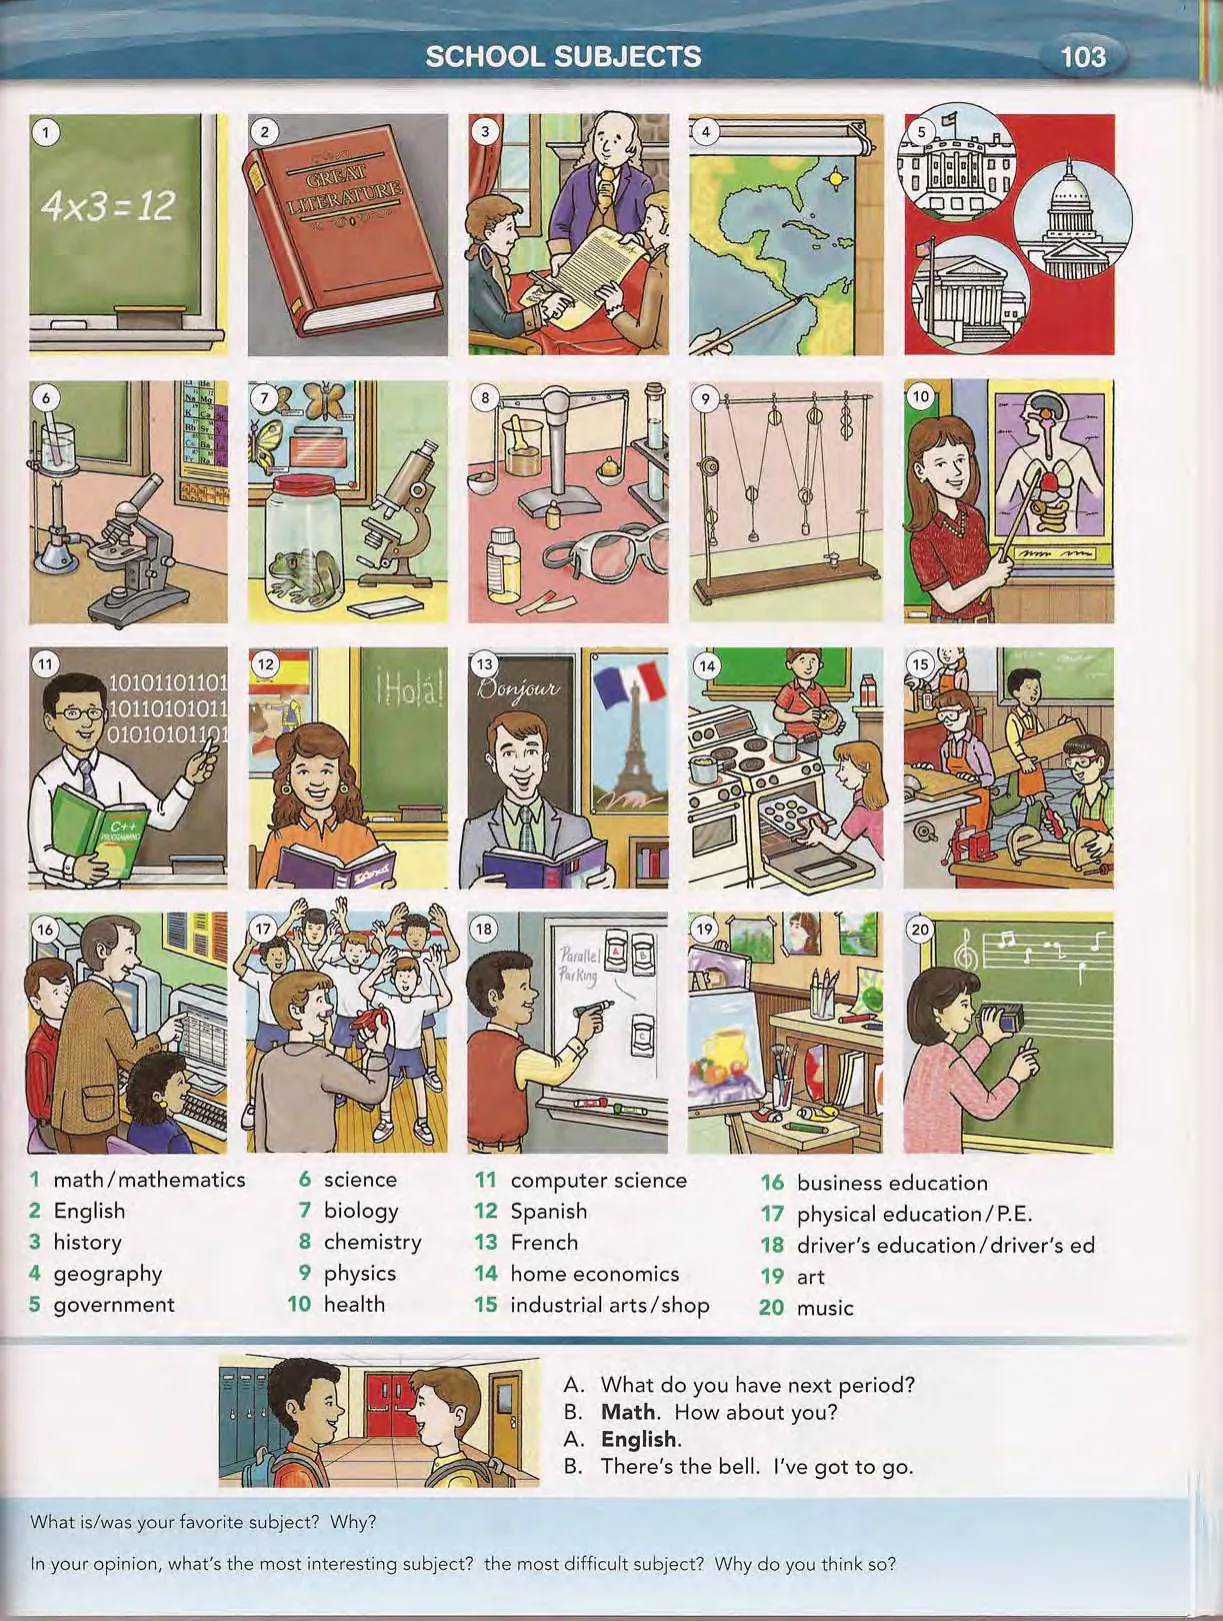 SCHOOL SUBJECTS
103
1
4x3=12
2
GREAT
LITERATURE
3
4
5
6
7
8
9
10
11
10101101101
10110101011
01010101101
C++
PROGRAMMING
12
¡Hola!
13
Bonjour
14
15
16
17
18
Parallel
Parking
A
B
C
19
20
1 math/mathematics
2 English
3 history
4 geography
5 government
6 science
7 biology
8 chemistry
9 physics
10 health
11 computer science
12 Spanish
13 French
14 home economics
15 industrial arts/shop
16 business education
17 physical education/P.E.
18 driver's education/driver's ed
19 art
20 music
A. What do you have next period?
B. Math. How about you?
A. English.
B. There's the bell. I've got to go.
What is/was your favorite subject? Why?
In your opinion, what's the most interesting subject? the most difficult subject? Why do you think so?